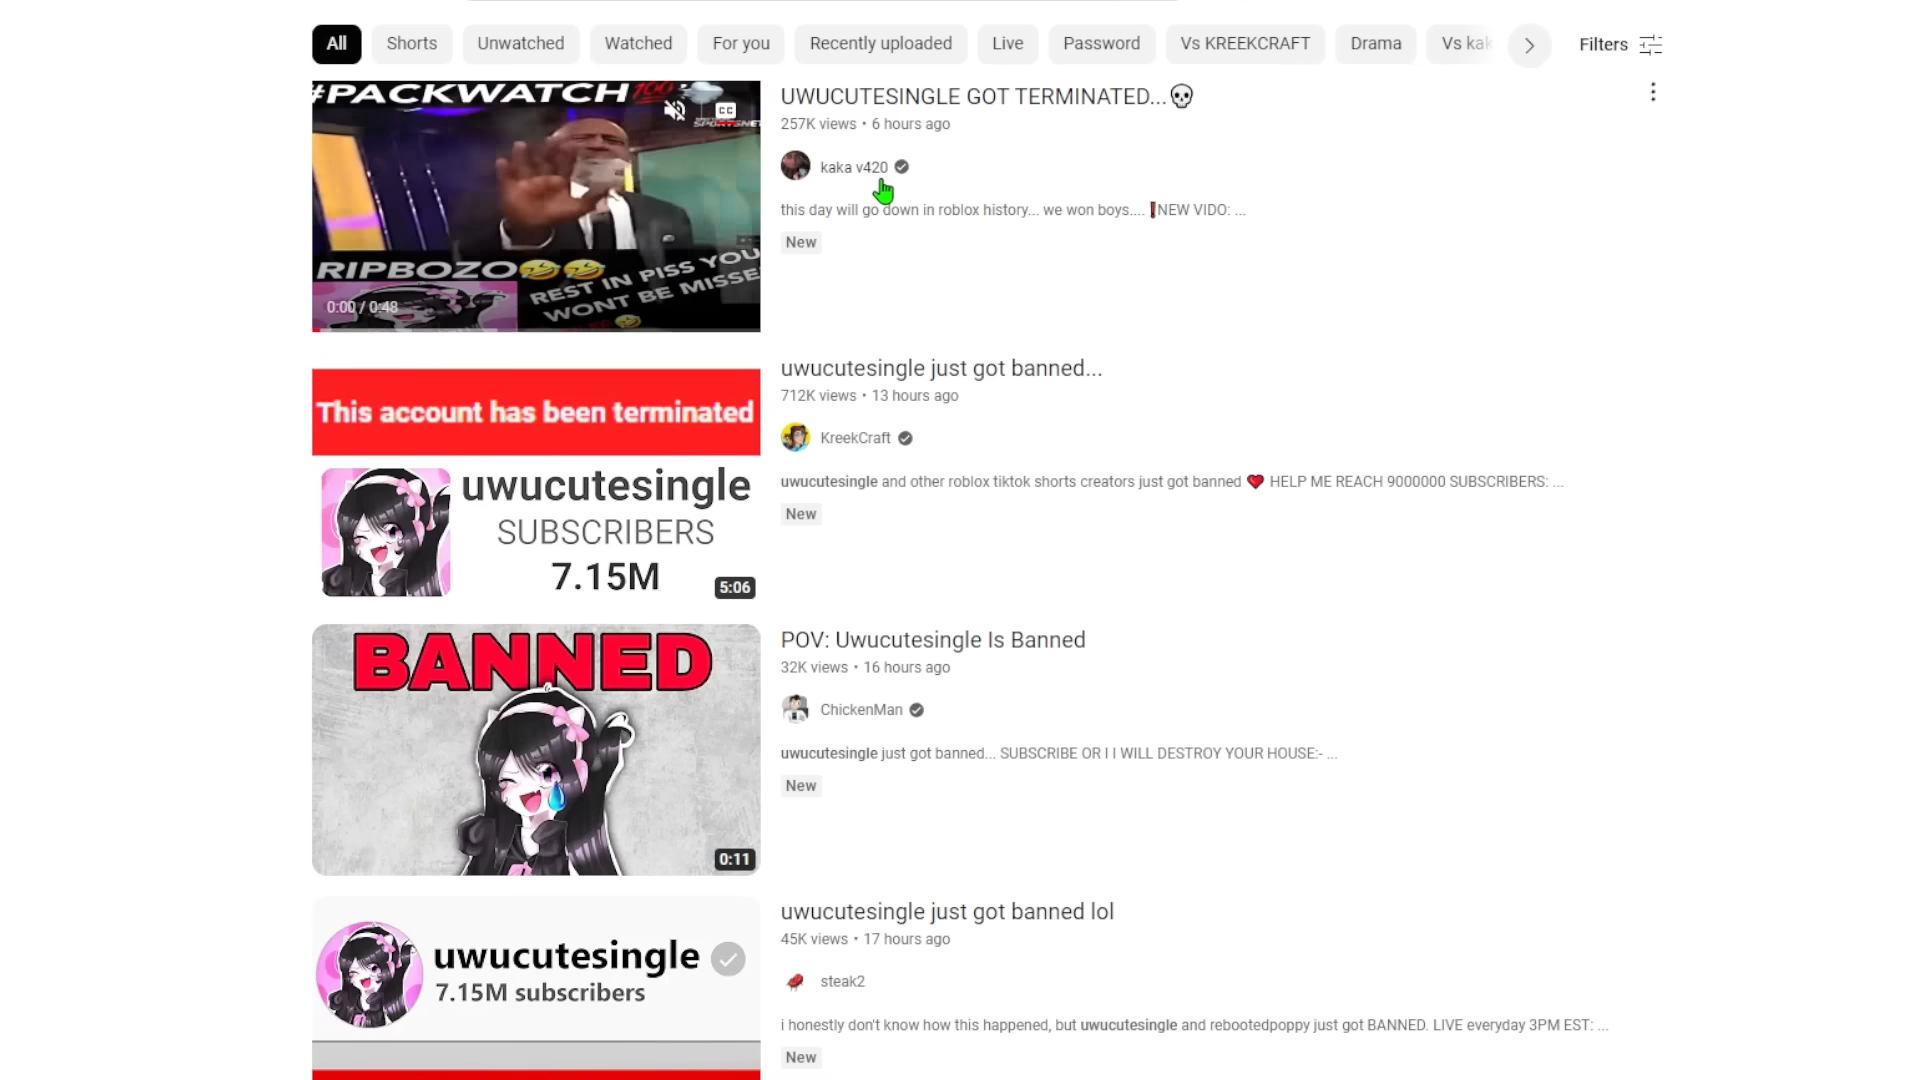 All
Shorts
Unwatched
Watched
For you
Recently uploaded
Live
Password
Vs KREEKCRAFT
Drama
Vs kak
Filters
#PACKWATCH💯
CC
RIPBOZO🤣🤣
REST IN PISS YOU
WONT BE MISSE
0:00 / 0:48
UWUCUTESINGLE GOT TERMINATED...💀
257K views • 6 hours ago
kaka v420
this day will go down in roblox history... we won boys.... ❗NEW VIDO: ...
New
This account has been terminated
uwucutesingle
SUBSCRIBERS
7.15M
5:06
uwucutesingle just got banned...
712K views • 13 hours ago
KreekCraft
uwucutesingle and other roblox tiktok shorts creators just got banned ❤️ HELP ME REACH 9000000 SUBSCRIBERS: ...
New
BANNED
0:11
POV: Uwucutesingle Is Banned
32K views • 16 hours ago
ChickenMan
uwucutesingle just got banned... SUBSCRIBE OR I I WILL DESTROY YOUR HOUSE:- ...
New
uwucutesingle
7.15M subscribers
uwucutesingle just got banned lol
45K views • 17 hours ago
steak2
i honestly don't know how this happened, but uwucutesingle and rebootedpoppy just got BANNED. LIVE everyday 3PM EST: ...
New